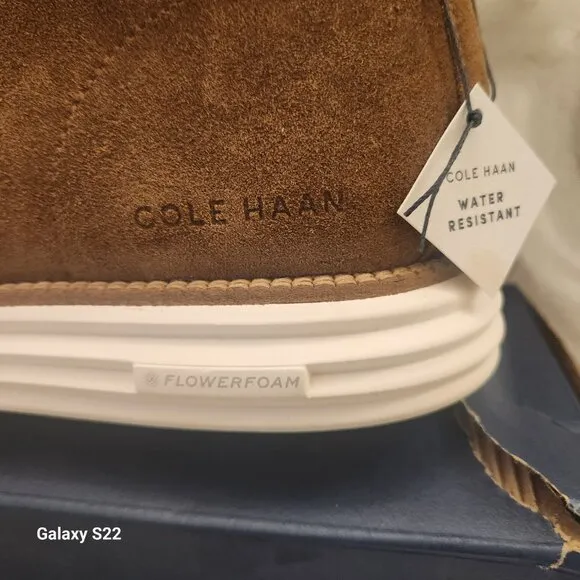 COLE HAAN
COLE HAAN
WATER
RESISTANT
FLOWERFOAM
Galaxy S22